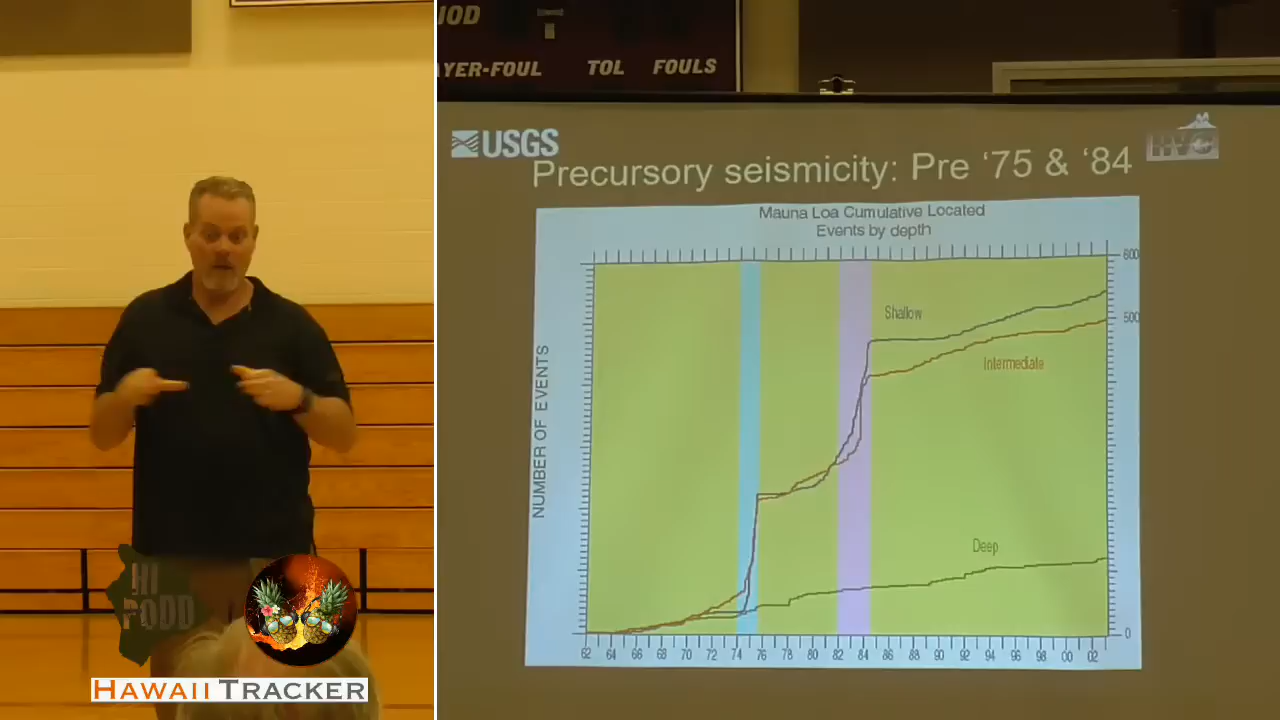 IOD
AYER-FOUL TOL FOULS
USGS
HVO
Precursory seismicity: Pre ‘75 & ‘84
Mauna Loa Cumulative Located
Events by depth
600
Shallow
500
Intermediate
NUMBER OF EVENTS
Deep
0
62 64 66 68 70 72 74 76 78 80 82 84 86 88 90 92 94 96 98 00 02
HI
PODD
HAWAII TRACKER